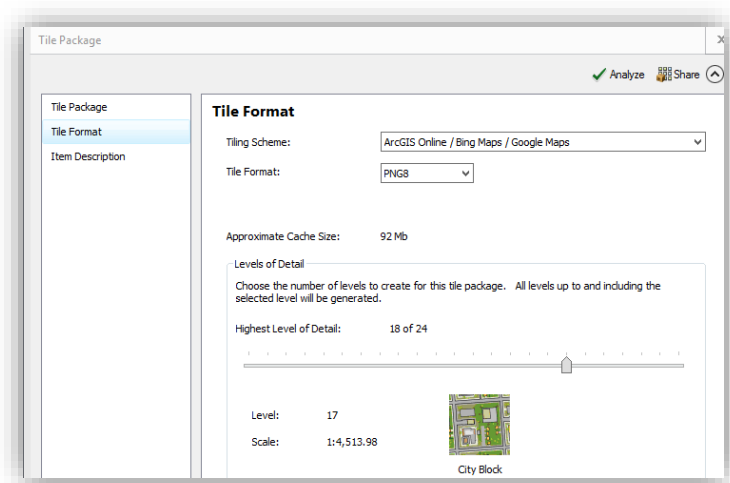 Tile Package
Analyze Share
Tile Package
Tile Format
Item Description
Tile Format
Tiling Scheme: ArcGIS Online / Bing Maps / Google Maps
Tile Format: PNG8
Approximate Cache Size: 92 Mb
Levels of Detail
Choose the number of levels to create for this tile package. All levels up to and including the
selected level will be generated.
Highest Level of Detail: 18 of 24
Level: 17
Scale: 1:4,513.98
City Block